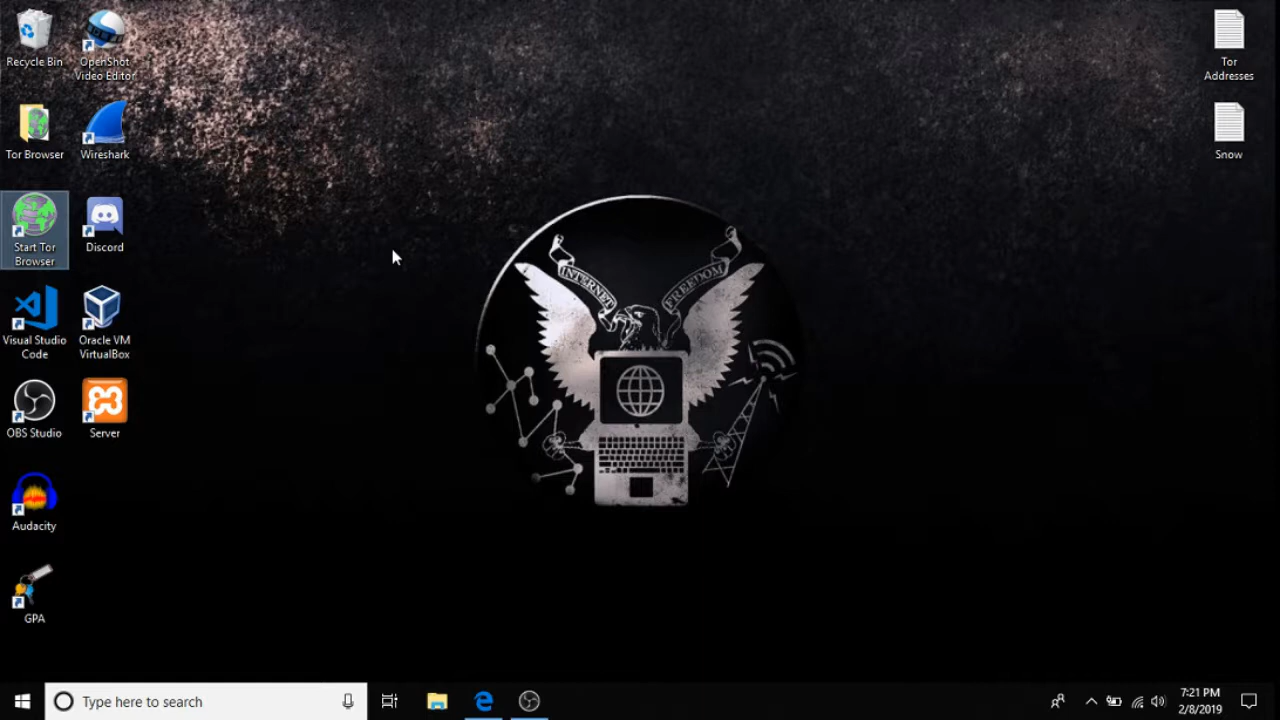 Recycle Bin
OpenShot
Video Editor
Tor
Addresses
Tor Browser
Wireshark
Snow
Start Tor
Browser
Discord
INTERNET
FREEDOM
Visual Studio
Code
Oracle VM
VirtualBox
OBS Studio
Server
Audacity
GPA
Type here to search
7:21 PM
2/8/2019